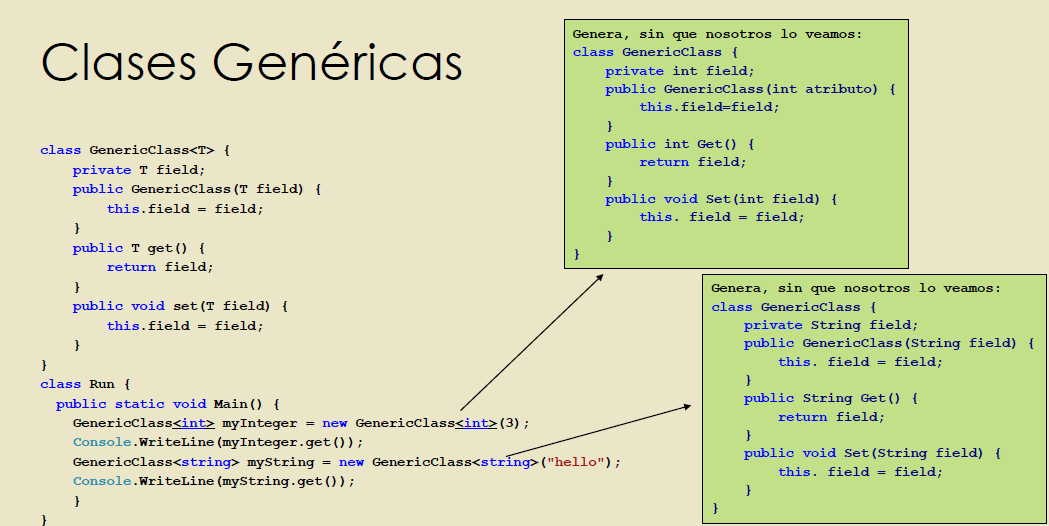 Clases Genéricas
class GenericClass<T> {
    private T field;
    public GenericClass(T field) {
        this.field = field;
    }
    public T get() {
        return field;
    }
    public void set(T field) {
        this.field = field;
    }
}
class Run {
  public static void Main() {
    GenericClass<int> myInteger = new GenericClass<int>(3);
    Console.WriteLine(myInteger.get());
    GenericClass<string> myString = new GenericClass<string>("hello");
    Console.WriteLine(myString.get());
    }
}
Genera, sin que nosotros lo veamos:
class GenericClass {
    private int field;
    public GenericClass(int atributo) {
        this.field=field;
    }
    public int Get() {
        return field;
    }
    public void Set(int field) {
        this. field = field;
    }
}
Genera, sin que nosotros lo veamos:
class GenericClass {
    private String field;
    public GenericClass(String field) {
        this. field = field;
    }
    public String Get() {
        return field;
    }
    public void Set(String field) {
        this. field = field;
    }
}